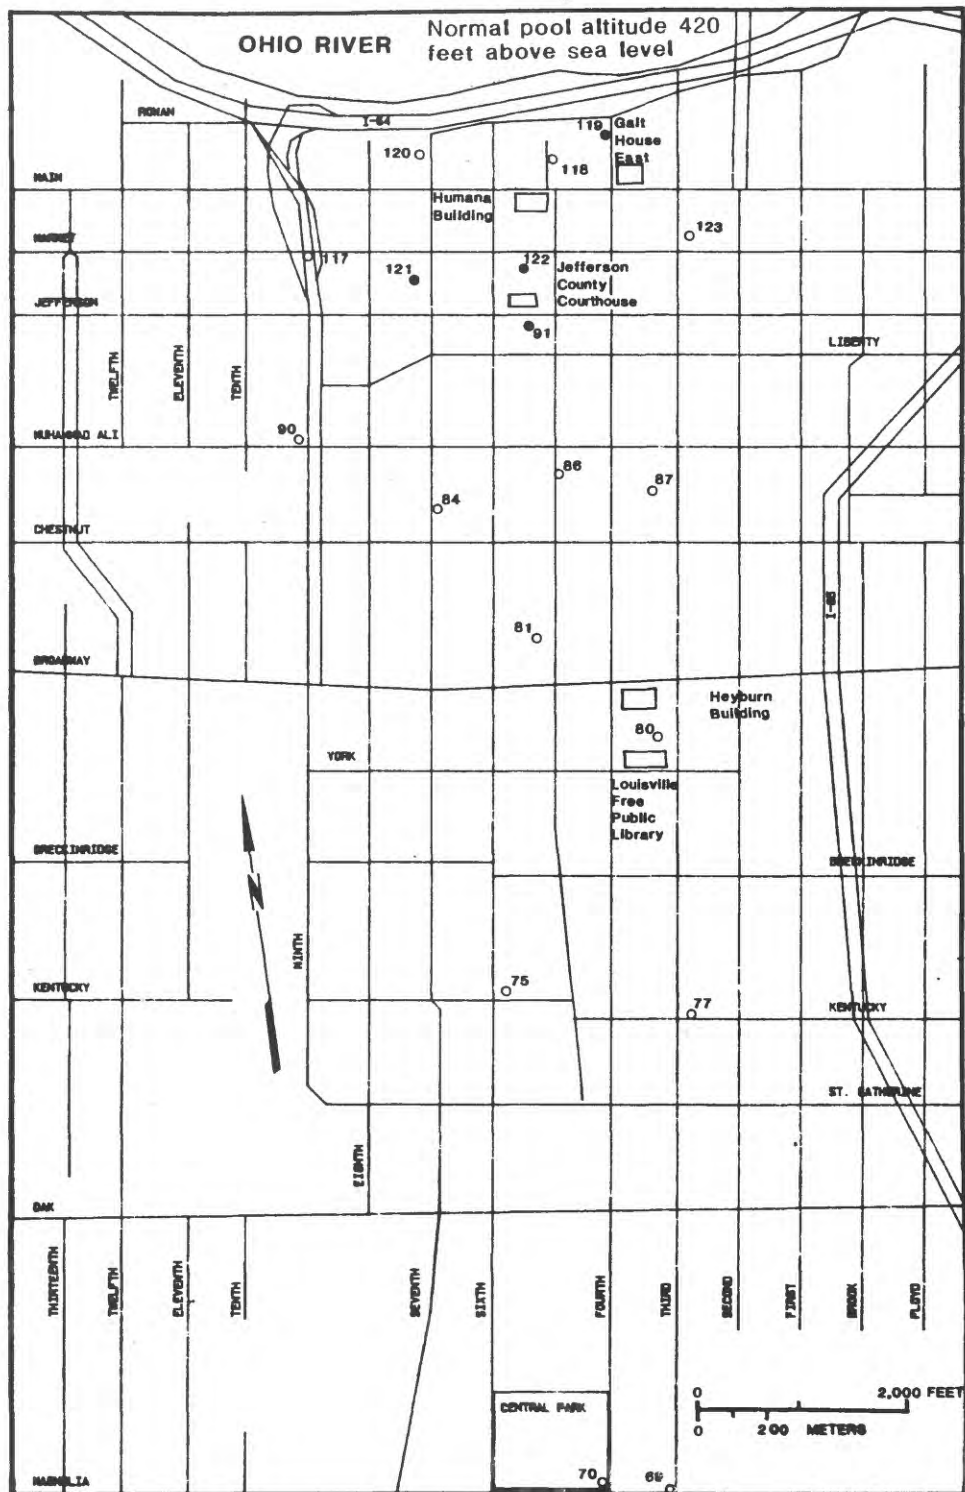 OHIO RIVER
Normal pool altitude 420
feet above sea level
ROWAN
I-64
119
Galt
House
East
120
118
MAIN
Humana
Building
123
MARKET
117
121
122
Jefferson
County
Courthouse
JEFFERSON
91
LIBERTY
TWELFTH
ELEVENTH
TENTH
90
MUHAMMAD ALI
86
87
84
CHESTNUT
I-65
81
BROADWAY
Heyburn
Building
80
YORK
Louisville
Free
Public
Library
BRECKINRIDGE
BRECKINRIDGE
N
NINTH
75
KENTUCKY
77
KENTUCKY
ST. CATHERINE
EIGHTH
OAK
THIRTEENTH
TWELFTH
ELEVENTH
TENTH
SEVENTH
SIXTH
FOURTH
THIRD
SECOND
FIRST
BROOK
FLOYD
0 2,000 FEET
0 200 METERS
CENTRAL PARK
70
69
MAGNOLIA